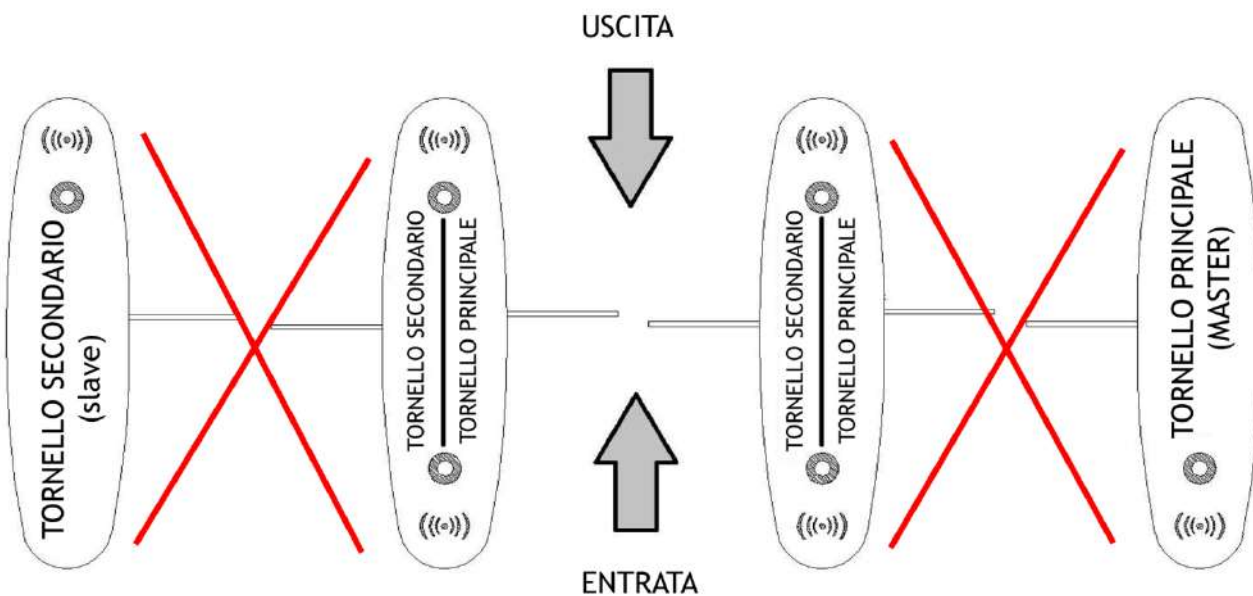 USCITA
TORNELLO SECONDARIO
(slave)
TORNELLO SECONDARIO
TORNELLO PRINCIPALE
TORNELLO SECONDARIO
TORNELLO PRINCIPALE
TORNELLO PRINCIPALE
(MASTER)
ENTRATA